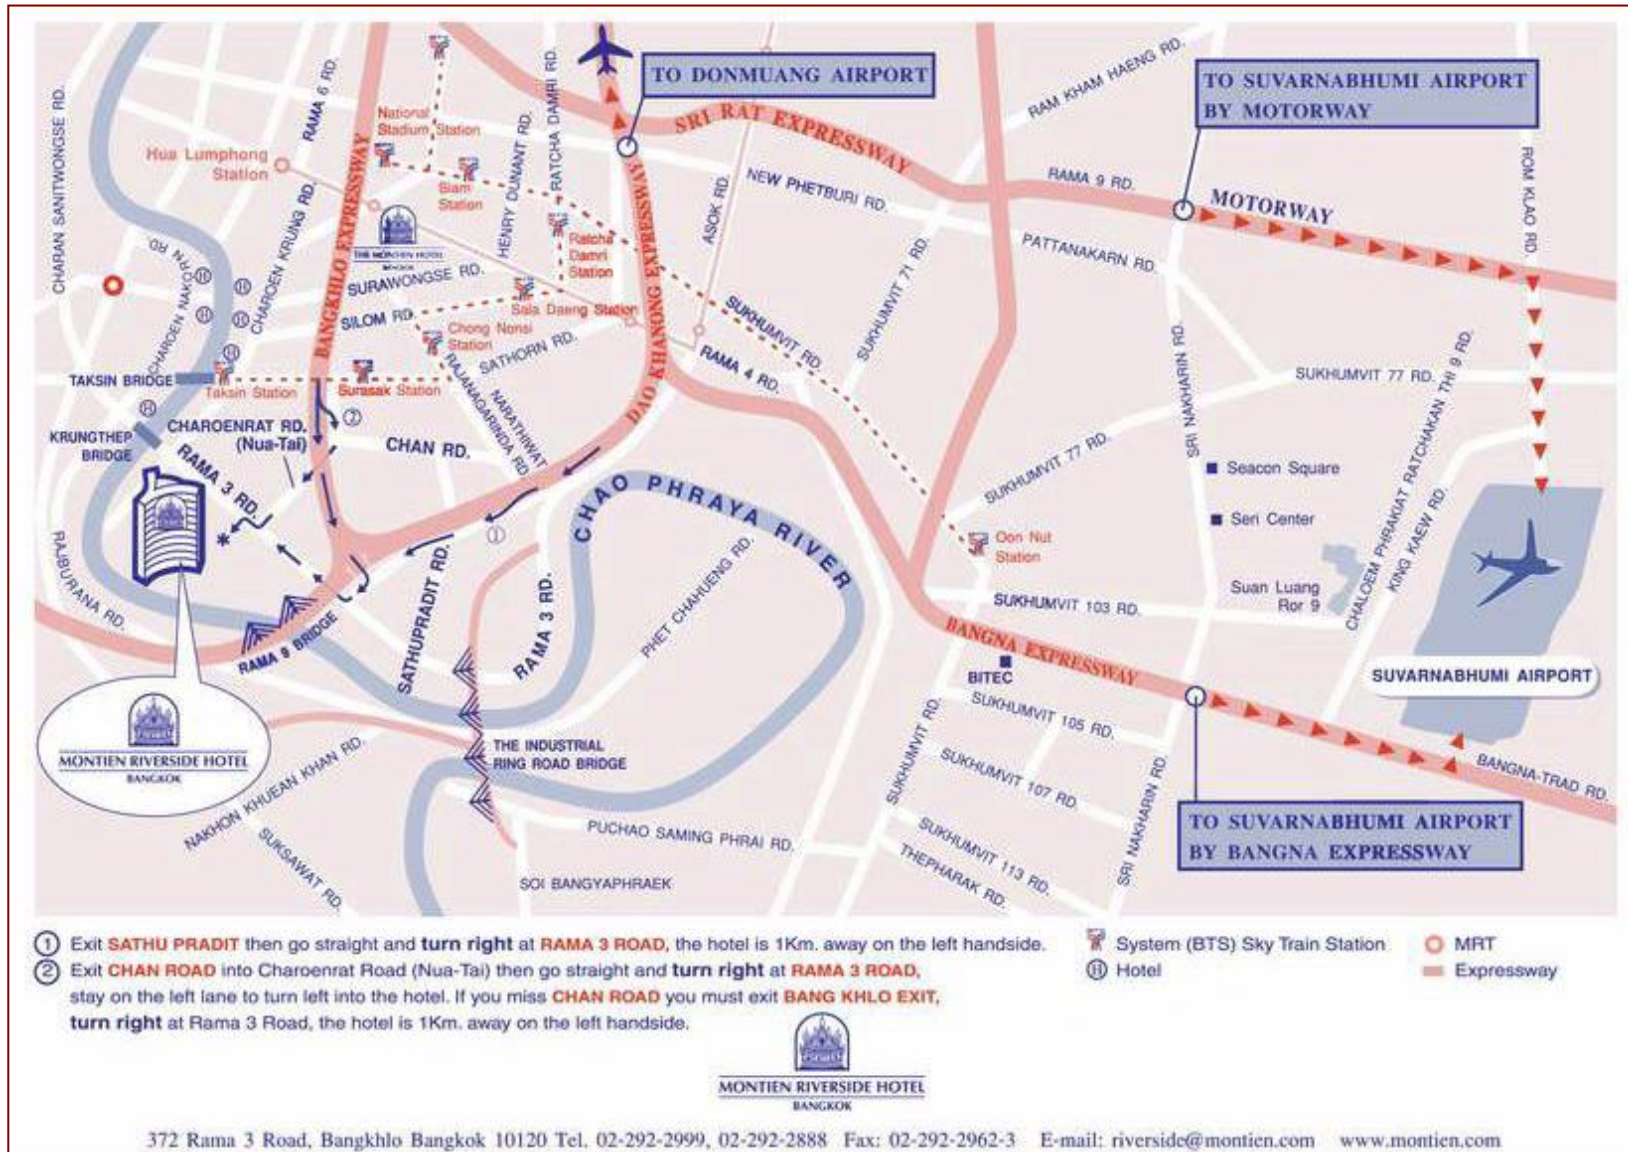 TO DONMUANG AIRPORT
TO SUVARNABHUMI AIRPORT
BY MOTORWAY
CHARAN SANITWONGSE RD.
RAMA 6 RD.
BANGKHLO EXPRESSWAY
National
Stadium Station
Hua Lumphong
Station
Siam
Station
HENRY DUNANT RD.
RATCHA DAMRI RD.
SRI RAT EXPRESSWAY
RAM KHAM HAENG RD.
NEW PHETBURI RD.
RAMA 9 RD.
MOTORWAY
ROM KLAO RD.
ASOK RD.
PATTANAKARN RD.
CHAROEN NAKORN RD.
CHAROEN KRUNG RD.
THE MONTIEN HOTEL
BANGKOK
SURAWONGSE RD.
Ratcha
Damri
Station
DAO KHANONG EXPRESSWAY
SUKHUMVIT RD.
SUKHUMVIT 71 RD.
SILOM RD.
Sala Daeng Station
Chong Nonsi
Station
SATHORN RD.
RAMA 4 RD.
SRI NAKHARIN RD.
SUKHUMVIT 77 RD.
CHALOEM PHRAKIAT RATCHAKAN THI 9 RD.
TAKSIN BRIDGE
Taksin Station
Surasak Station
RAJANAGARINDA RD.
NARATHIWAT
KRUNGTHEP
BRIDGE
CHAROENRAT RD.
(Nua-Tai)
2
CHAN RD.
RAMA 3 RD.
SUKHUMVIT 77 RD.
Seacon Square
Seri Center
KING KAEW RD.
CHAO PHRAYA RIVER
1
Oon Nut
Station
RAJBURANA RD.
SATHUPRADIT RD.
RAMA 3 RD.
PHET CHAHUENG RD.
Suan Luang
Ror 9
SUKHUMVIT 103 RD.
RAMA 9 BRIDGE
BANGNA EXPRESSWAY
BITEC
SUVARNABHUMI AIRPORT
MONTIEN RIVERSIDE HOTEL
BANGKOK
THE INDUSTRIAL
RING ROAD BRIDGE
SUKHUMVIT RD.
SUKHUMVIT 105 RD.
SUKHUMVIT 107 RD.
SRI NAKHARIN RD.
BANGNA-TRAD RD.
NAKHON KHUEAN KHAN RD.
SUKSAWAT RD.
PUCHAO SAMING PHRAI RD.
SUKHUMVIT 113 RD.
THEPHARAK RD.
TO SUVARNABHUMI AIRPORT
BY BANGNA EXPRESSWAY
SOI BANGYAPHRAEK
1 Exit SATHU PRADIT then go straight and turn right at RAMA 3 ROAD, the hotel is 1Km. away on the left handside.
2 Exit CHAN ROAD into Charoenrat Road (Nua-Tai) then go straight and turn right at RAMA 3 ROAD,
stay on the left lane to turn left into the hotel. If you miss CHAN ROAD you must exit BANG KHLO EXIT,
turn right at Rama 3 Road, the hotel is 1Km. away on the left handside.
System (BTS) Sky Train Station
MRT
H Hotel
Expressway
MONTIEN RIVERSIDE HOTEL
BANGKOK
372 Rama 3 Road, Bangkhlo Bangkok 10120 Tel. 02-292-2999, 02-292-2888 Fax: 02-292-2962-3 E-mail: riverside@montien.com www.montien.com